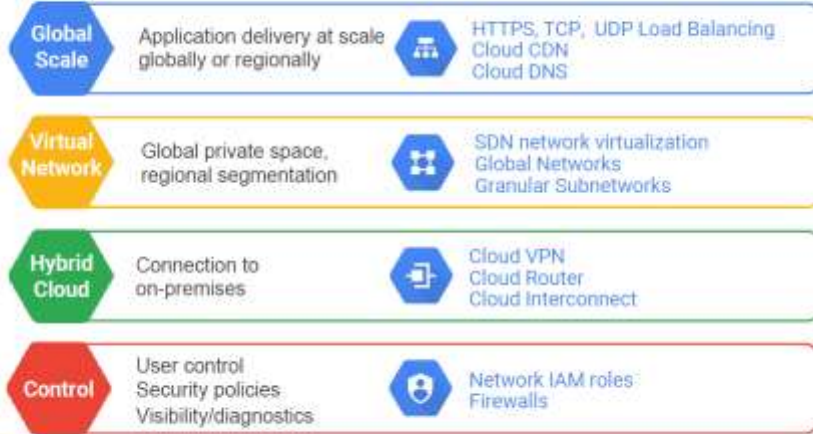 Global
Scale
Application delivery at scale
globally or regionally
HTTPS, TCP, UDP Load Balancing
Cloud CDN
Cloud DNS
Virtual
Network
Global private space,
regional segmentation
SDN network virtualization
Global Networks
Granular Subnetworks
Hybrid
Cloud
Connection to
on-premises
Cloud VPN
Cloud Router
Cloud Interconnect
Control
User control
Security policies
Visibility/diagnostics
Network IAM roles
Firewalls